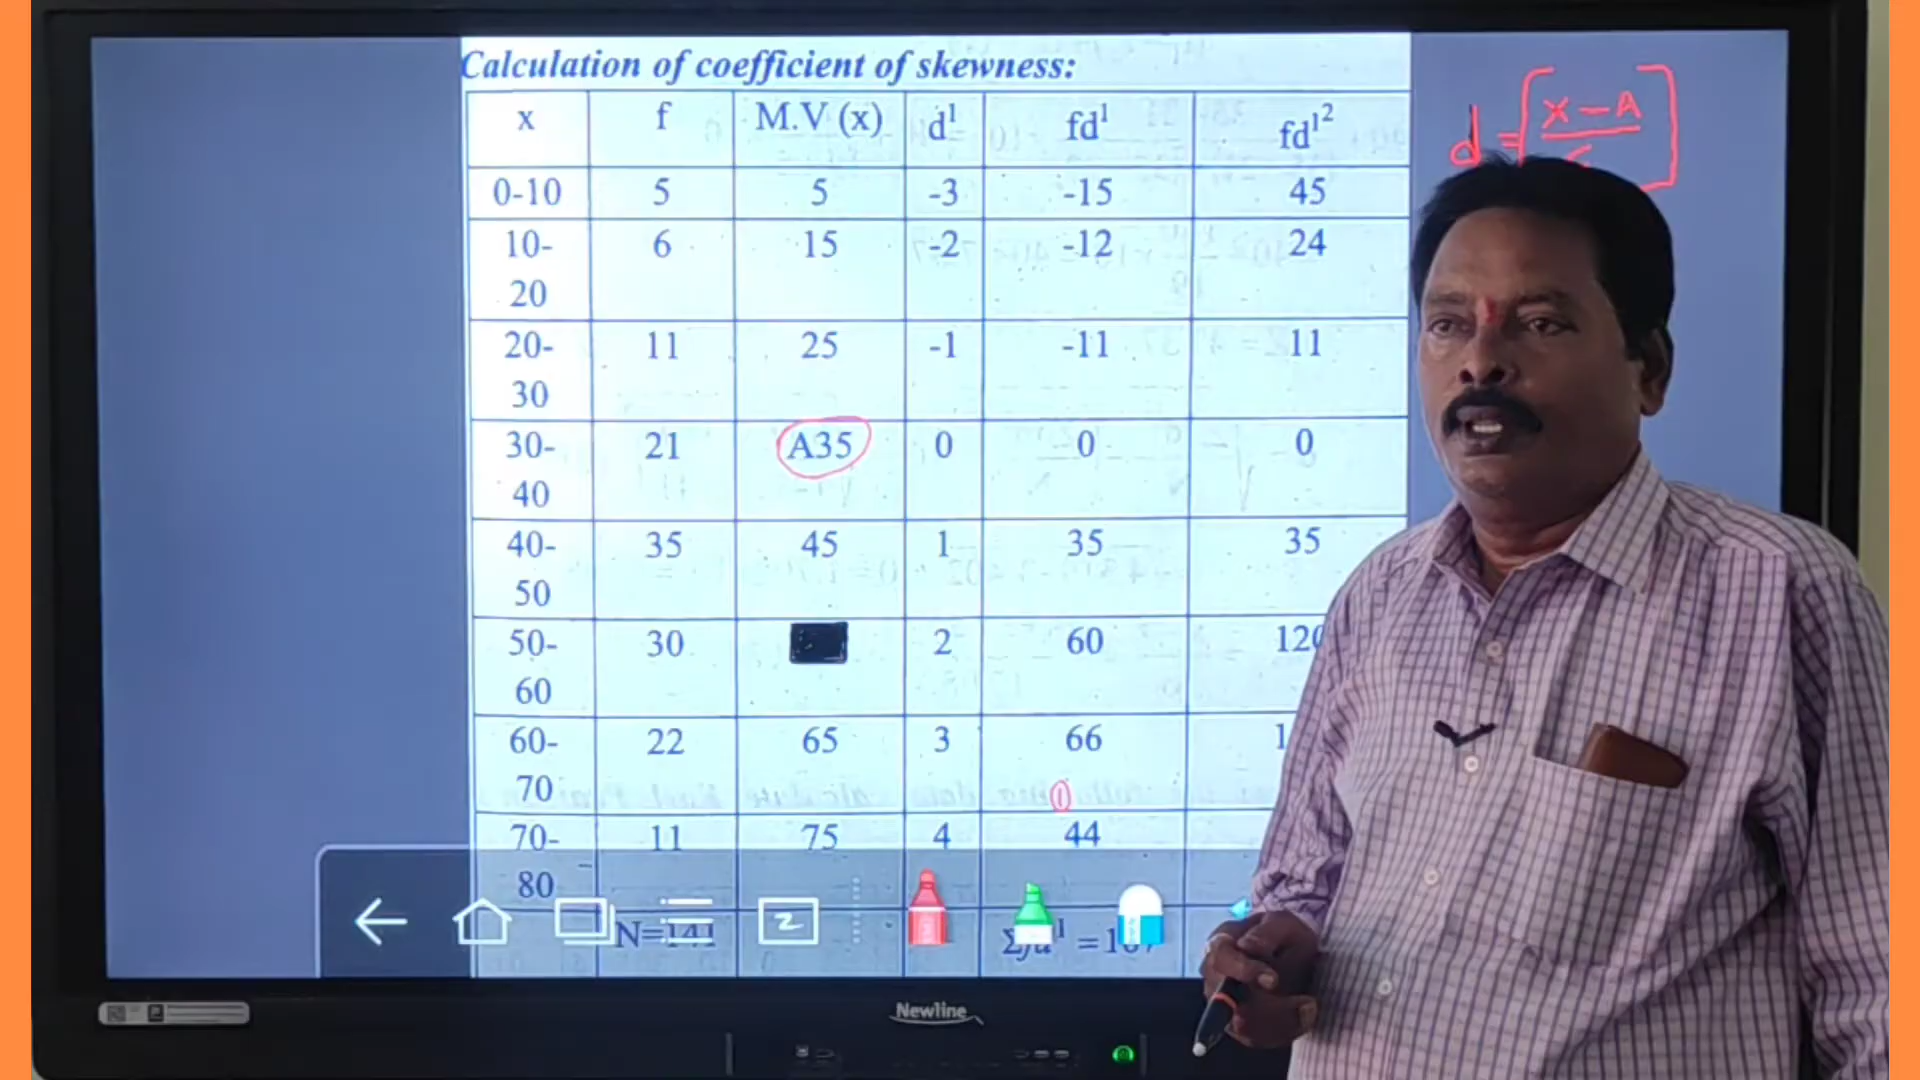 Calculation of coefficient of skewness:
x f M.V (x) d¹ fd¹ fd¹²
0-10 5 5 -3 -15 45
10- 6 15 -2 -12 24
20
20- 11 25 -1 -11 11
30
30- 21 A35 0 0 0
40
40- 35 45 1 35 35
50
50- 30 2 60 120
60
60- 22 65 3 66
70
70- 11 75 4 44
80
N=141
d = [x-A
Newline